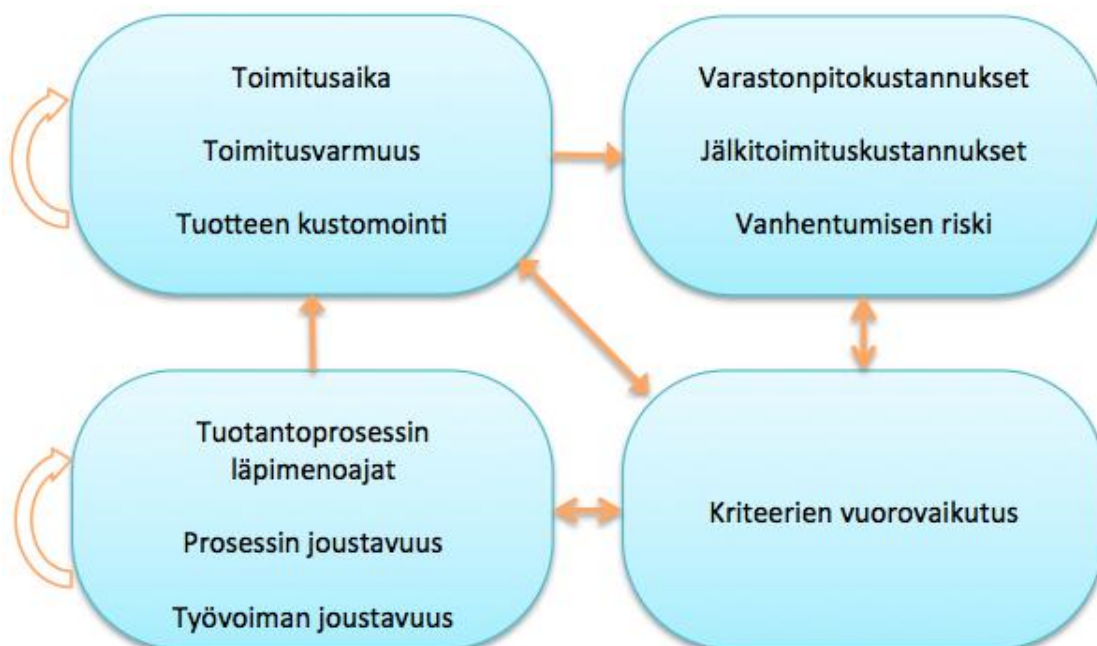 Toimitusaika
Toimitusvarmuus
Tuotteen kustomointi
Varastonpitokustannukset
Jälkitoimituskustannukset
Vanhentumisen riski
Tuotantoprosessin
läpimenoajat
Prosessin joustavuus
Työvoiman joustavuus
Kriteerien vuorovaikutus